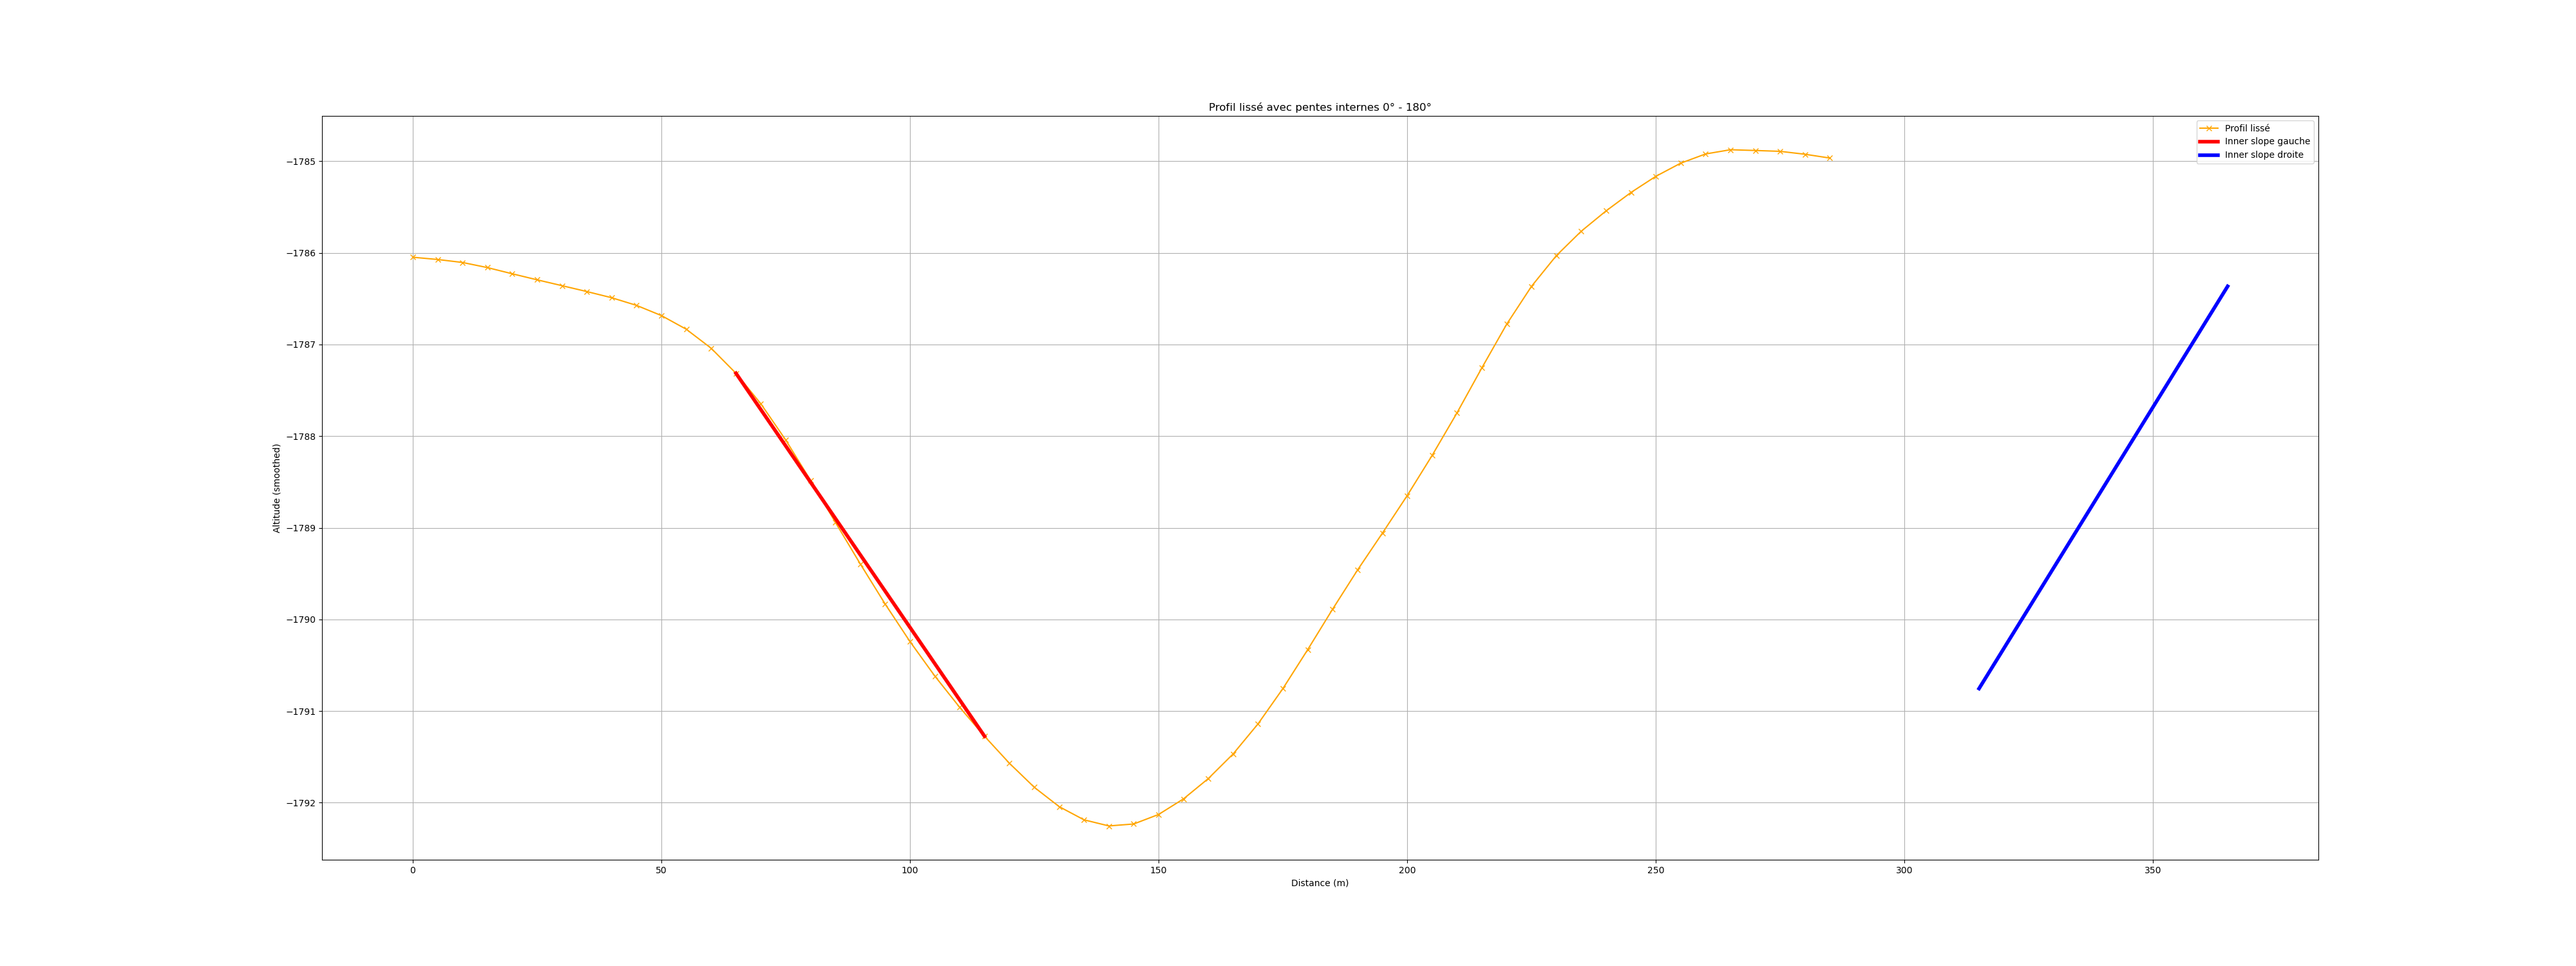 Profil lissé avec pentes internes 0° - 180°
Profil lissé
Inner slope gauche
Inner slope droite
−1785
−1786
−1787
−1788
−1789
−1790
−1791
−1792
Altitude (smoothed)
0 50 100 150 200 250 300 350
Distance (m)